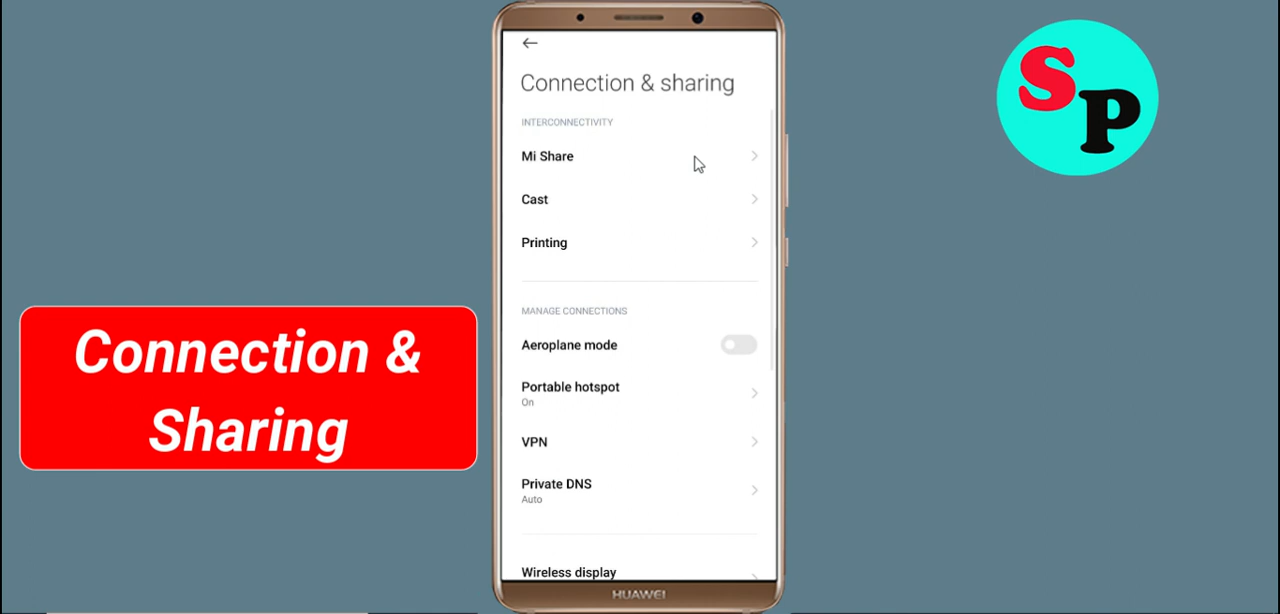 Connection & sharing
INTERCONNECTIVITY
Mi Share
Cast
Printing
MANAGE CONNECTIONS
Aeroplane mode
Portable hotspot
On
VPN
Private DNS
Auto
Wireless display
HUAWEI
Connection &
Sharing
SP